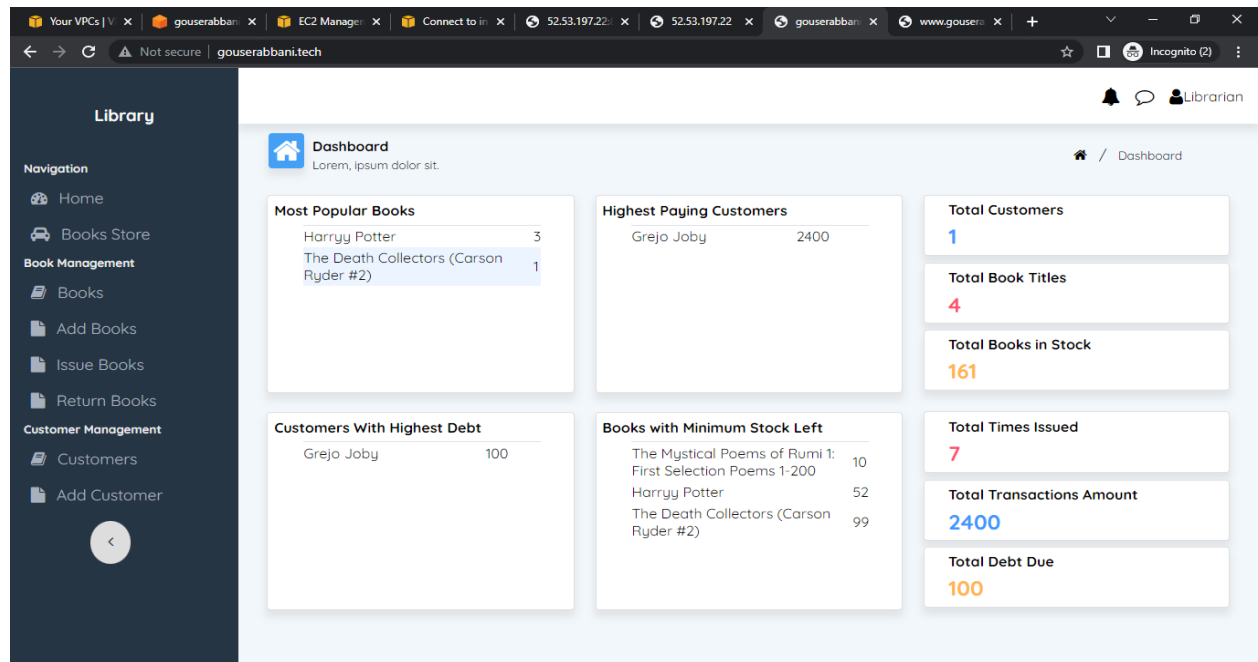 Your VPCs | V
gouserabban
EC2 Manager
Connect to in
52.53.197.22:
52.53.197.22
gouserabban
www.gousera
Not secure | gouserabbani.tech
Incognito (2)
Library
Librarian
Navigation
Home
Books Store
Book Management
Books
Add Books
Issue Books
Return Books
Customer Management
Customers
Add Customer
<
Dashboard
Lorem, ipsum dolor sit.
/ Dashboard
Most Popular Books
Harryy Potter 3
The Death Collectors (Carson
Ryder #2) 1
Highest Paying Customers
Grejo Joby 2400
Total Customers
1
Total Book Titles
4
Total Books in Stock
161
Customers With Highest Debt
Grejo Joby 100
Books with Minimum Stock Left
The Mystical Poems of Rumi 1:
First Selection Poems 1-200 10
Harryy Potter 52
The Death Collectors (Carson
Ryder #2) 99
Total Times Issued
7
Total Transactions Amount
2400
Total Debt Due
100